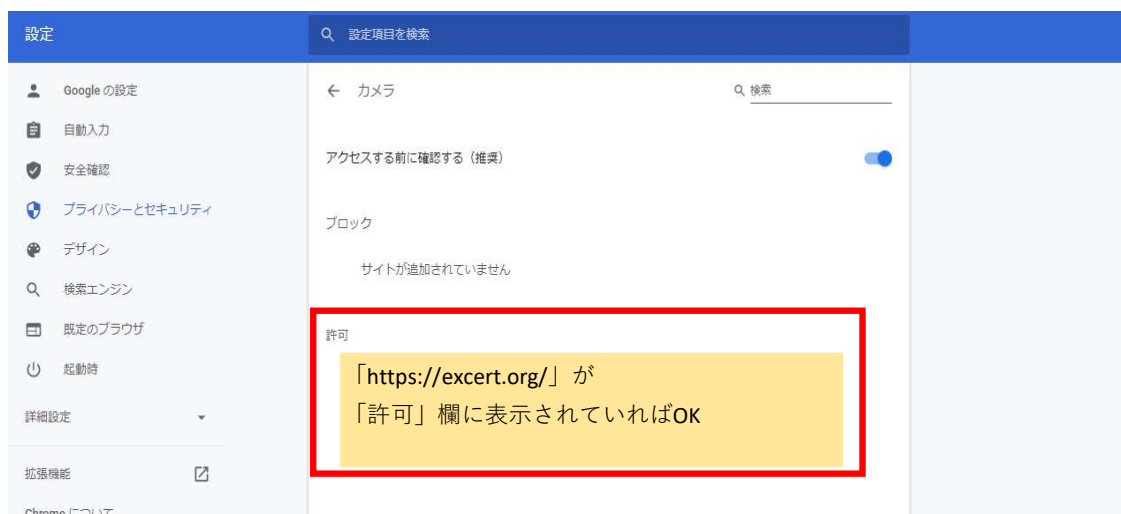 設定
設定項目を検索
Google の設定
自動入力
安全確認
プライバシーとセキュリティ
デザイン
検索エンジン
既定のブラウザ
起動時
詳細設定
拡張機能
Chrome について
カメラ
検索
アクセスする前に確認する（推奨）
ブロック
サイトが追加されていません
許可
「https://excert.org/」が
「許可」欄に表示されていればOK